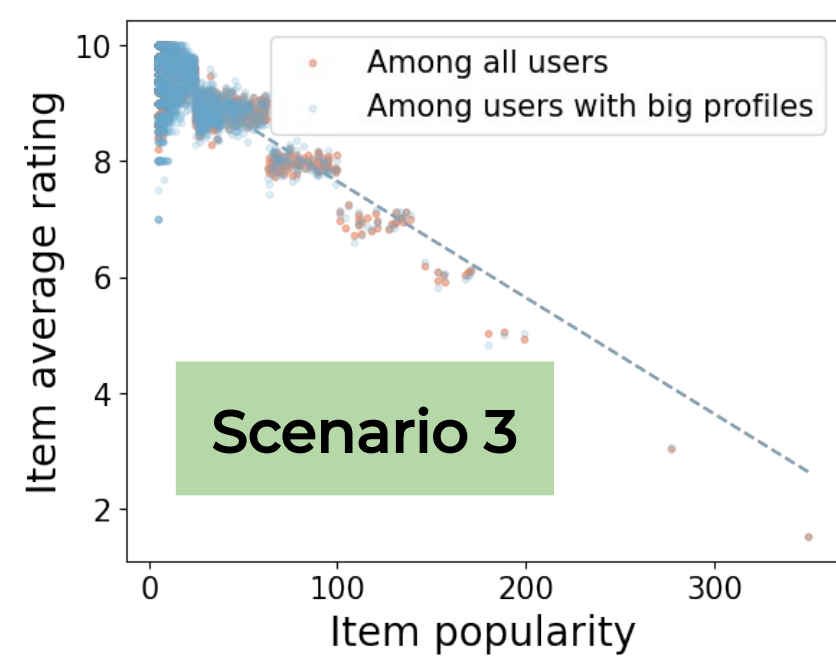 Among all users
Among users with big profiles
Item average rating
10
8
6
4
2
Scenario 3
0 100 200 300
Item popularity